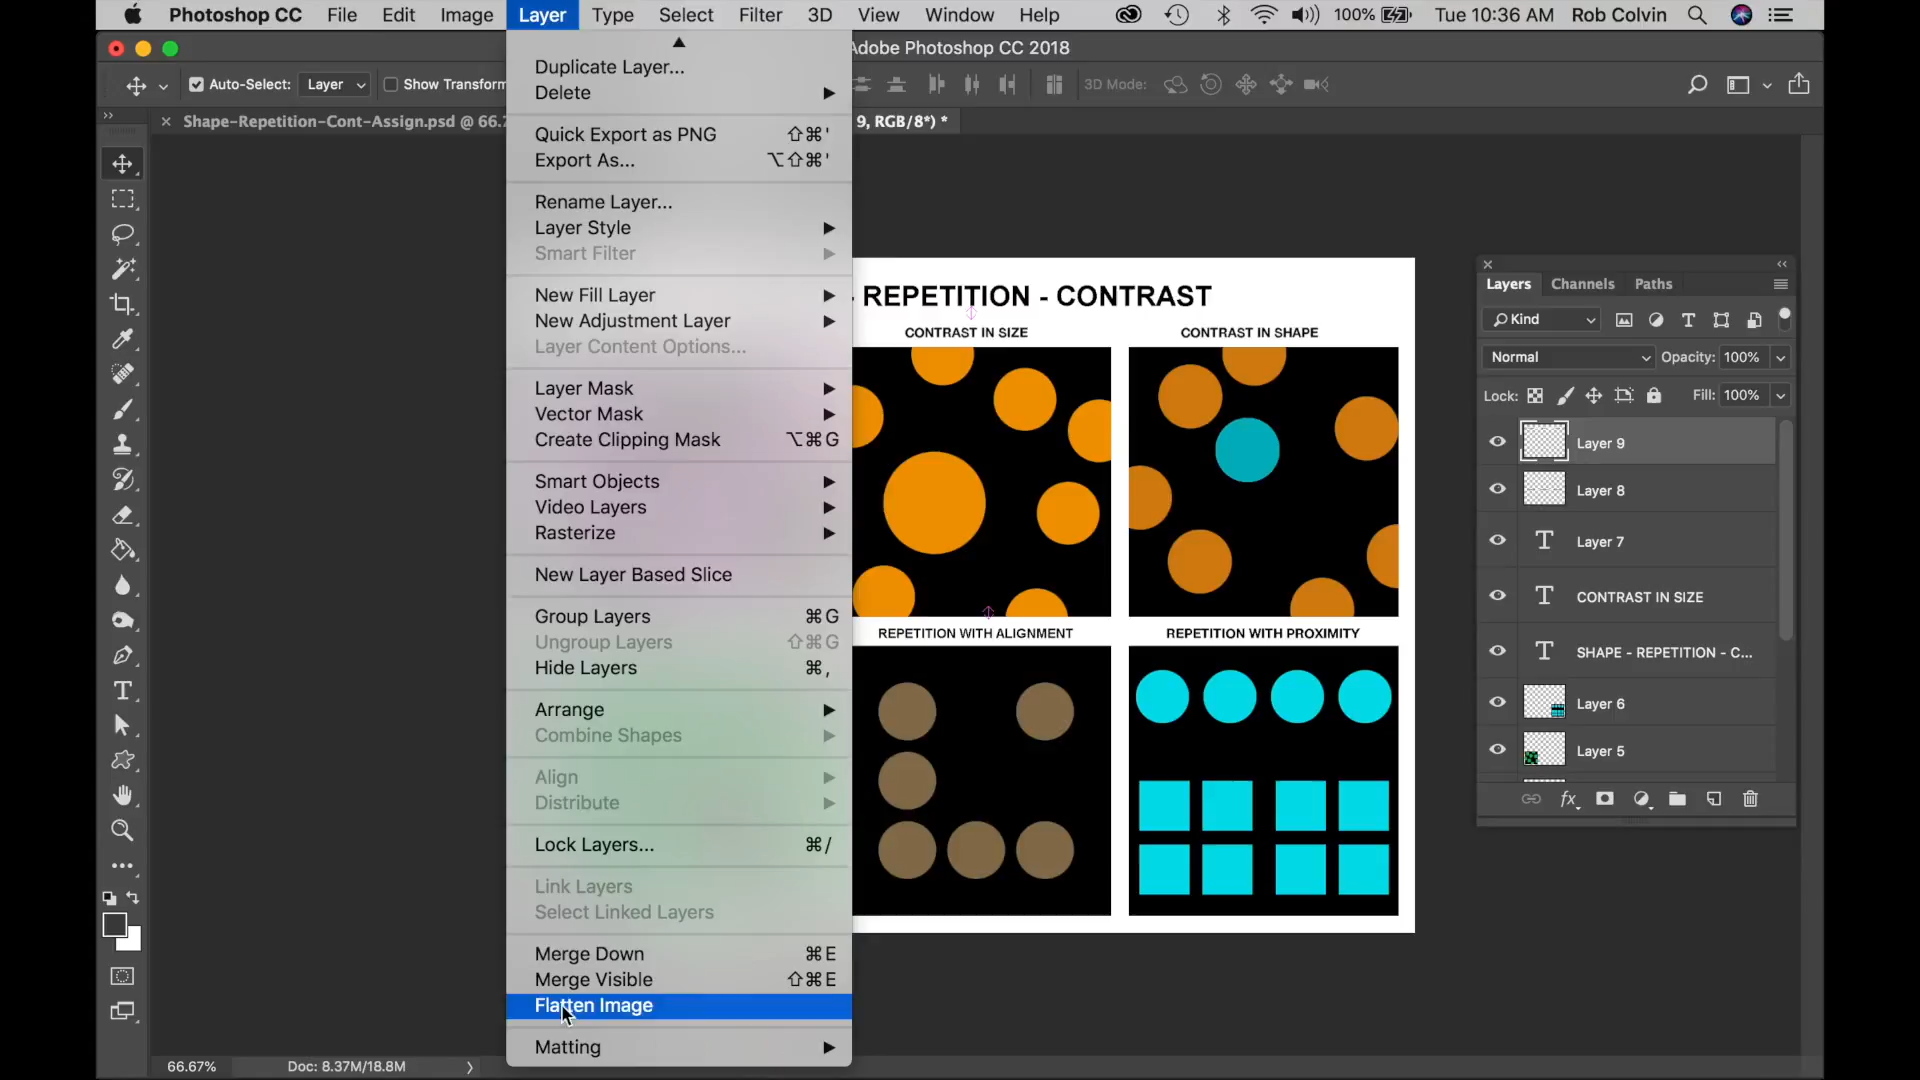 Photoshop CC File Edit Image Layer Type Select Filter 3D View Window Help 100% Tue 10:36 AM Rob Colvin
Adobe Photoshop CC 2018
Auto-Select: Layer Show Transform 3D Mode:
Shape-Repetition-Cont-Assign.psd @ 66. 9, RGB/8*) *
Duplicate Layer...
Delete
Quick Export as PNG ⇧⌘'
Export As... ⌥⇧⌘'
Rename Layer...
Layer Style
Smart Filter
New Fill Layer
New Adjustment Layer
Layer Content Options...
Layer Mask
Vector Mask
Create Clipping Mask ⌥⌘G
Smart Objects
Video Layers
Rasterize
New Layer Based Slice
Group Layers ⌘G
Ungroup Layers ⇧⌘G
Hide Layers ⌘,
Arrange
Combine Shapes
Align
Distribute
Lock Layers... ⌘/
Link Layers
Select Linked Layers
Merge Down ⌘E
Merge Visible ⇧⌘E
Flatten Image
Matting
- REPETITION - CONTRAST
CONTRAST IN SIZE
CONTRAST IN SHAPE
REPETITION WITH ALIGNMENT
REPETITION WITH PROXIMITY
Layers Channels Paths
Kind
Normal Opacity: 100%
Lock: Fill: 100%
Layer 9
Layer 8
Layer 7
CONTRAST IN SIZE
SHAPE - REPETITION - C...
Layer 6
Layer 5
66.67% Doc: 8.37M/18.8M